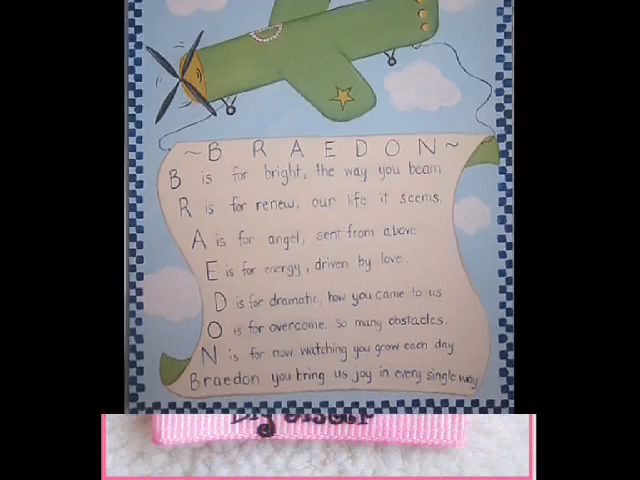 ~ B R A E D O N ~
B is for bright, the way you beam
R is for renew, our life it seems.
A is for angel, sent from above
E is for energy, driven by love.
D is for dramatic, how you came to us
O is for overcome, so many obstacles.
N is for now, watching you grow each day
Braedon you bring us joy in every single way